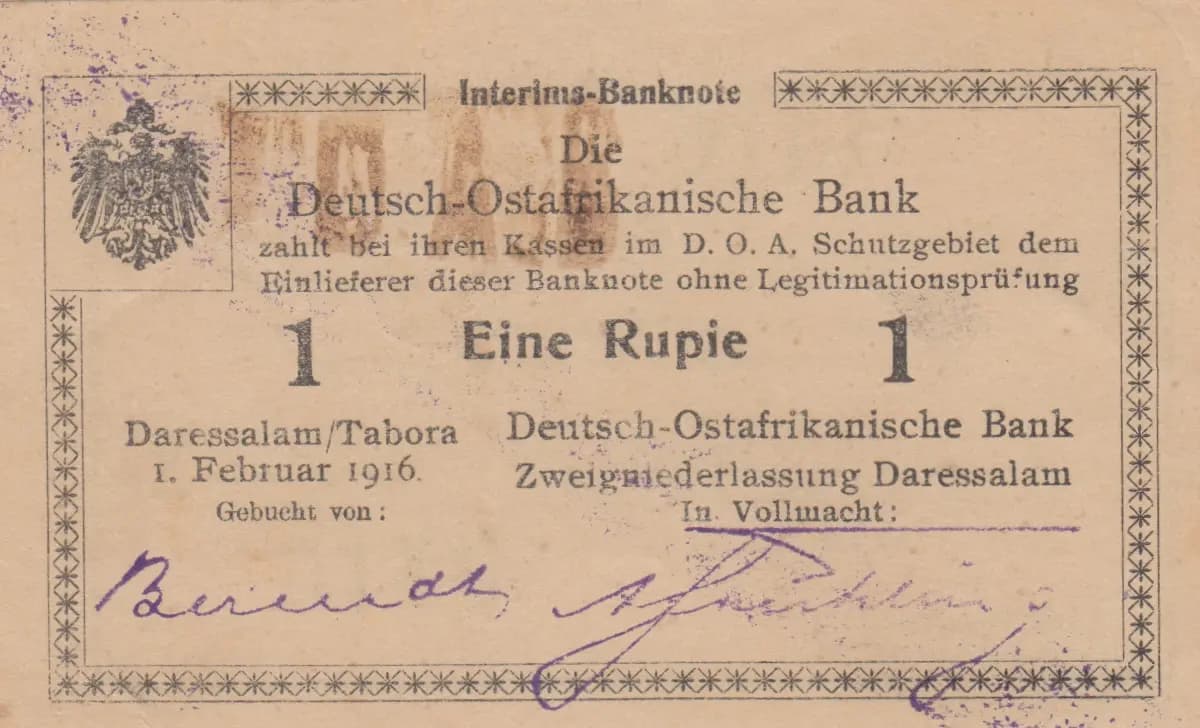 Interims-Banknote
Die
Deutsch-Ostafrikanische Bank
zahlt bei ihren Kassen im D. O. A. Schutzgebiet dem
Einlieferer dieser Banknote ohne Legitimationsprüfung
1 Eine Rupie 1
Daressalam/Tabora
1. Februar 1916.
Gebucht von:
Deutsch-Ostafrikanische Bank
Zweigniederlassung Daressalam
In Vollmacht:
Berendt